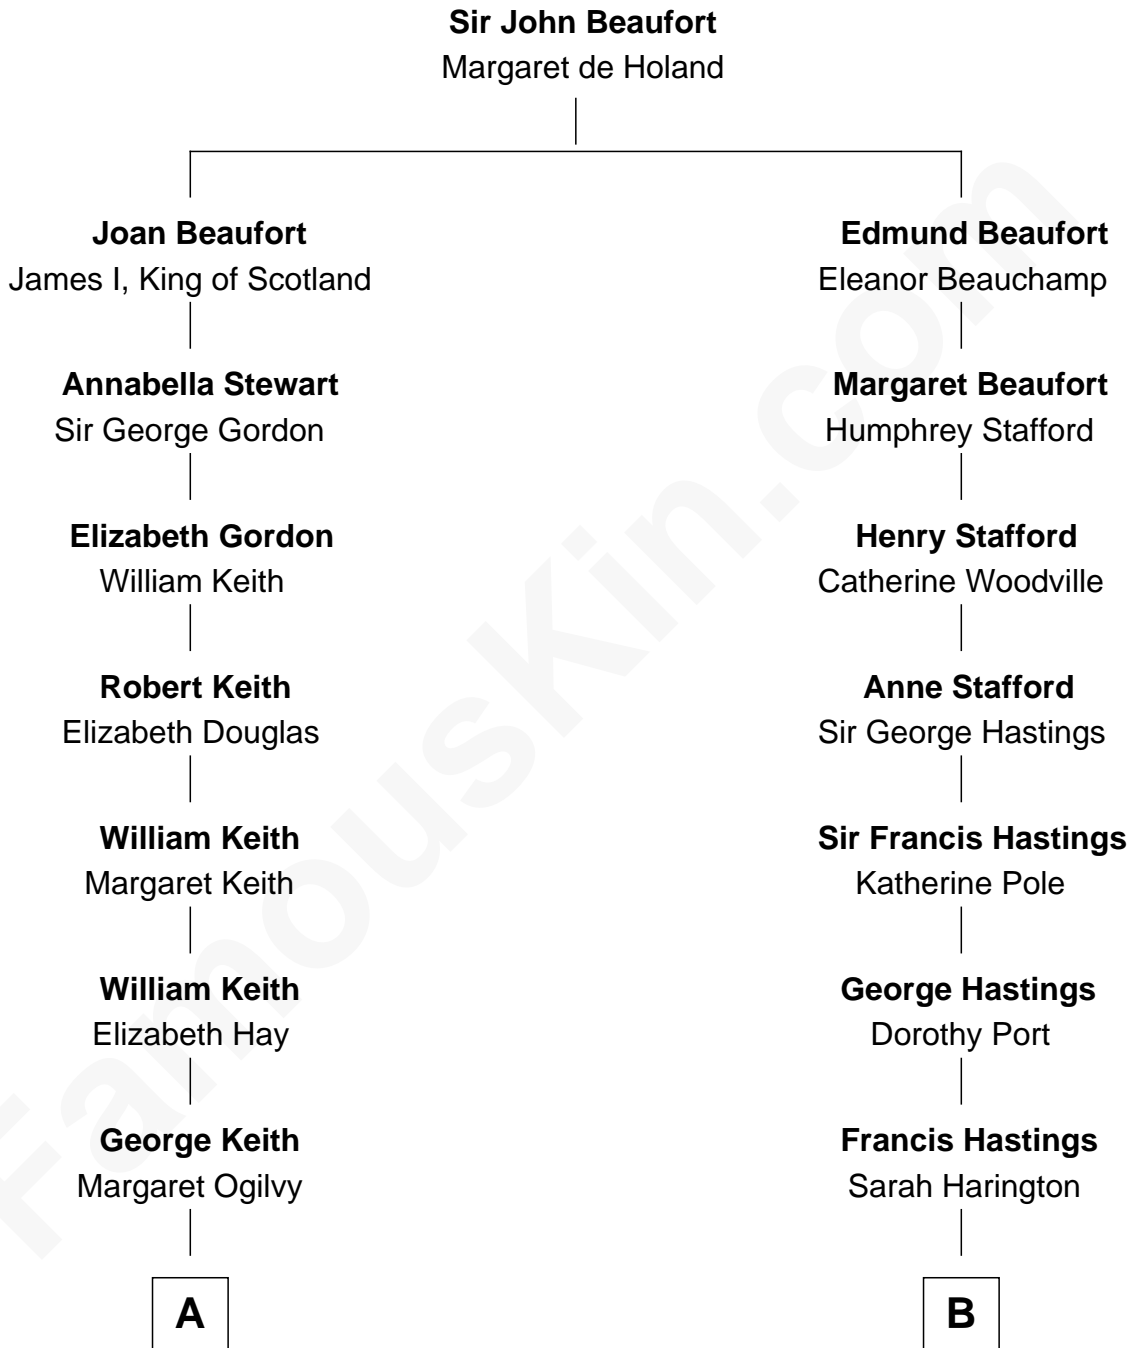 Sir John Beaufort
Margaret de Holand
Joan Beaufort
James I, King of Scotland
Edmund Beaufort
Eleanor Beauchamp
Annabella Stewart
Sir George Gordon
Margaret Beaufort
Humphrey Stafford
Elizabeth Gordon
William Keith
Henry Stafford
Catherine Woodville
Robert Keith
Elizabeth Douglas
Anne Stafford
Sir George Hastings
William Keith
Margaret Keith
Sir Francis Hastings
Katherine Pole
William Keith
Elizabeth Hay
George Hastings
Dorothy Port
George Keith
Margaret Ogilvy
Francis Hastings
Sarah Harington
A
B
FamousKin.com